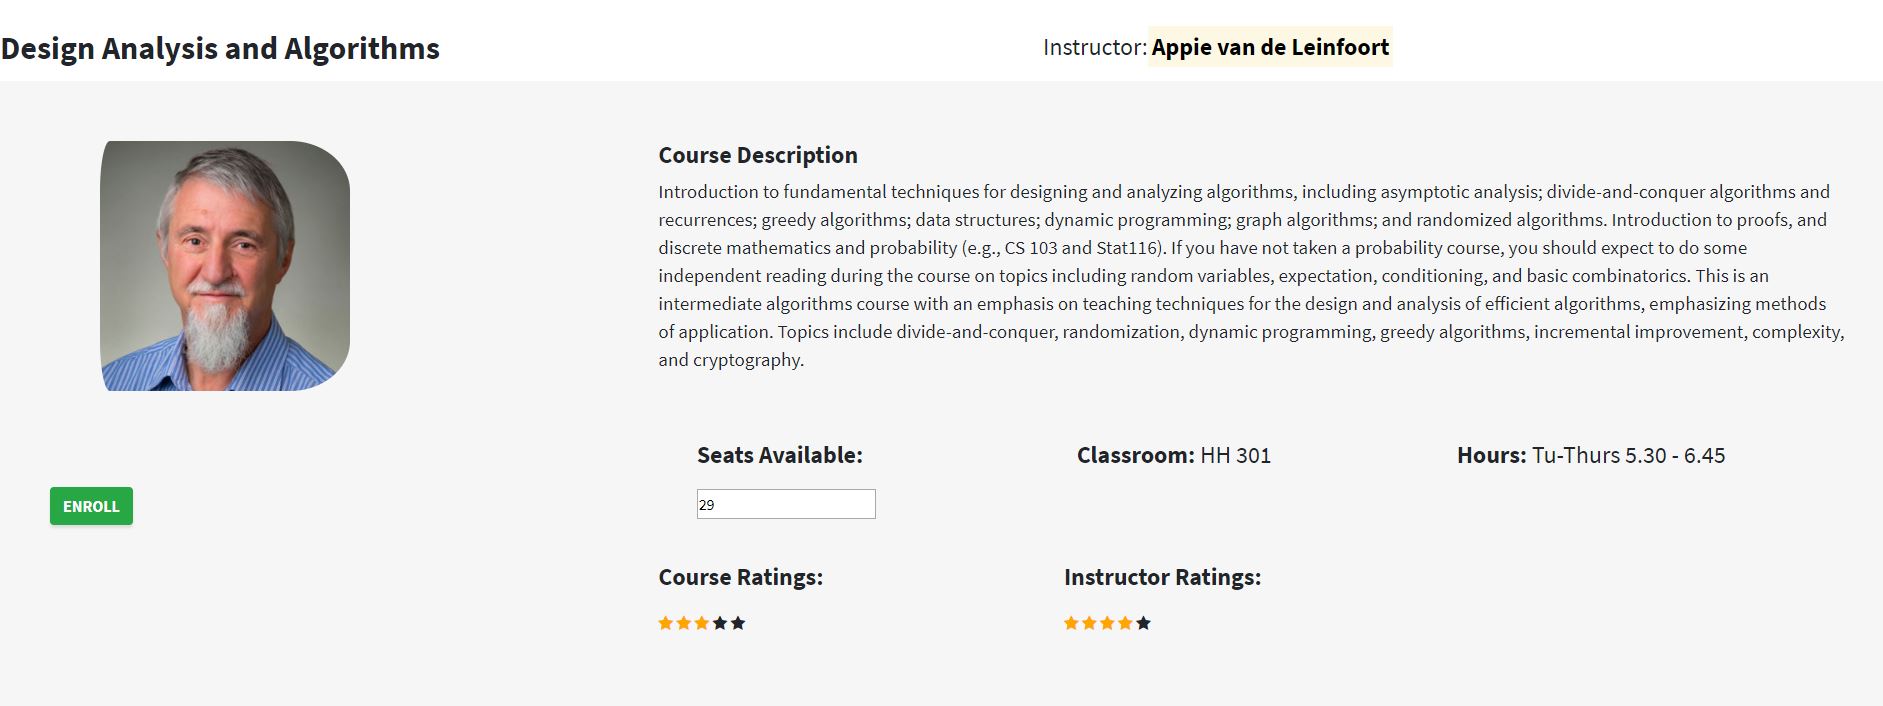 Design Analysis and Algorithms
Instructor: Appie van de Leinfoort
Course Description
Introduction to fundamental techniques for designing and analyzing algorithms, including asymptotic analysis; divide-and-conquer algorithms and
recurrences; greedy algorithms; data structures; dynamic programming; graph algorithms; and randomized algorithms. Introduction to proofs, and
discrete mathematics and probability (e.g., CS 103 and Stat116). If you have not taken a probability course, you should expect to do some
independent reading during the course on topics including random variables, expectation, conditioning, and basic combinatorics. This is an
intermediate algorithms course with an emphasis on teaching techniques for the design and analysis of efficient algorithms, emphasizing methods
of application. Topics include divide-and-conquer, randomization, dynamic programming, greedy algorithms, incremental improvement, complexity,
and cryptography.
Seats Available:
Classroom: HH 301
Hours: Tu-Thurs 5.30 - 6.45
29
ENROLL
Course Ratings:
Instructor Ratings: